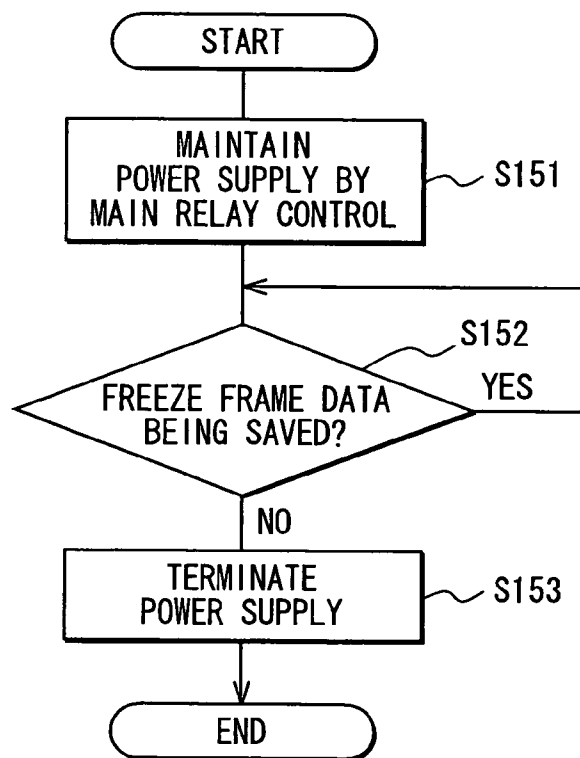 START
MAINTAIN
POWER SUPPLY BY
MAIN RELAY CONTROL
S151
S152
FREEZE FRAME DATA
BEING SAVED?
YES
NO
TERMINATE
POWER SUPPLY
S153
END